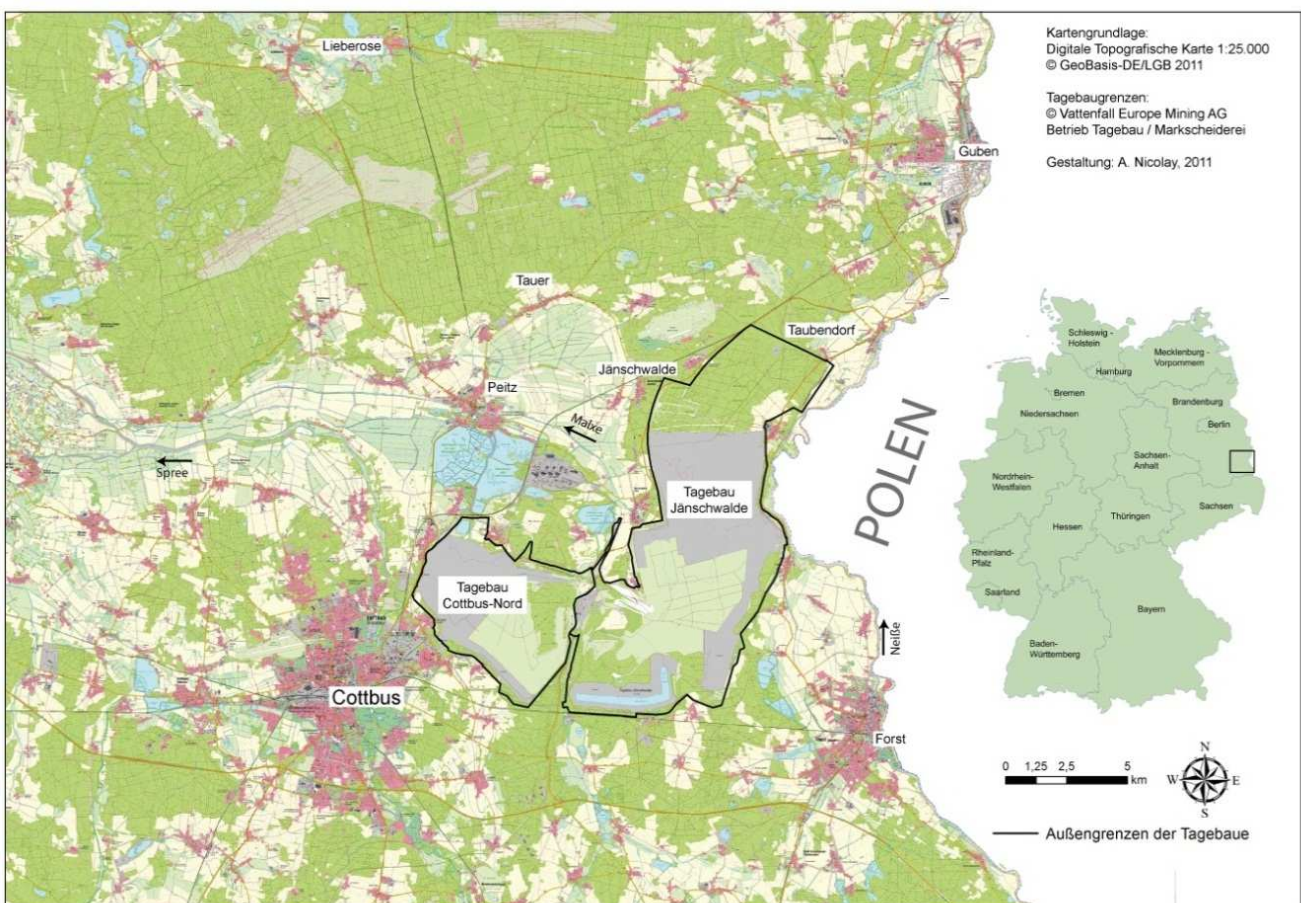 Lieberose
Guben
Tauer
Taubendorf
Jänschwalde
Peitz
Malxe
Spree
Tagebau
Jänschwalde
Tagebau
Cottbus-Nord
POLEN
Neiße
Cottbus
Forst
Kartengrundlage:
Digitale Topografische Karte 1:25.000
© GeoBasis-DE/LGB 2011
Tagebaugrenzen:
© Vattenfall Europe Mining AG
Betrieb Tagebau / Markscheiderei
Gestaltung: A. Nicolay, 2011
Schleswig -
Holstein
Mecklenburg -
Vorpommern
Hamburg
Bremen
Brandenburg
Niedersachsen
Berlin
Sachsen-
Anhalt
Nordrhein-
Westfalen
Sachsen
Thüringen
Hessen
Rheinland-
Pfalz
Saarland
Bayern
Baden-
Württemberg
0 1,25 2,5 5
km
N
W E
S
Außengrenzen der Tagebaue